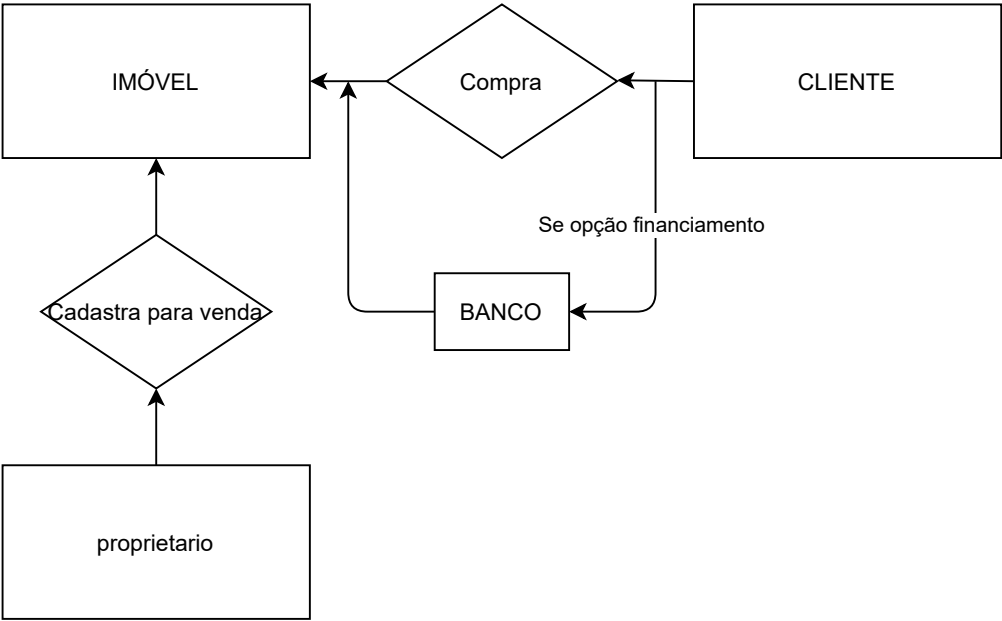 IMÓVEL
Compra
CLIENTE
Se opção financiamento
Cadastra para venda
BANCO
proprietario